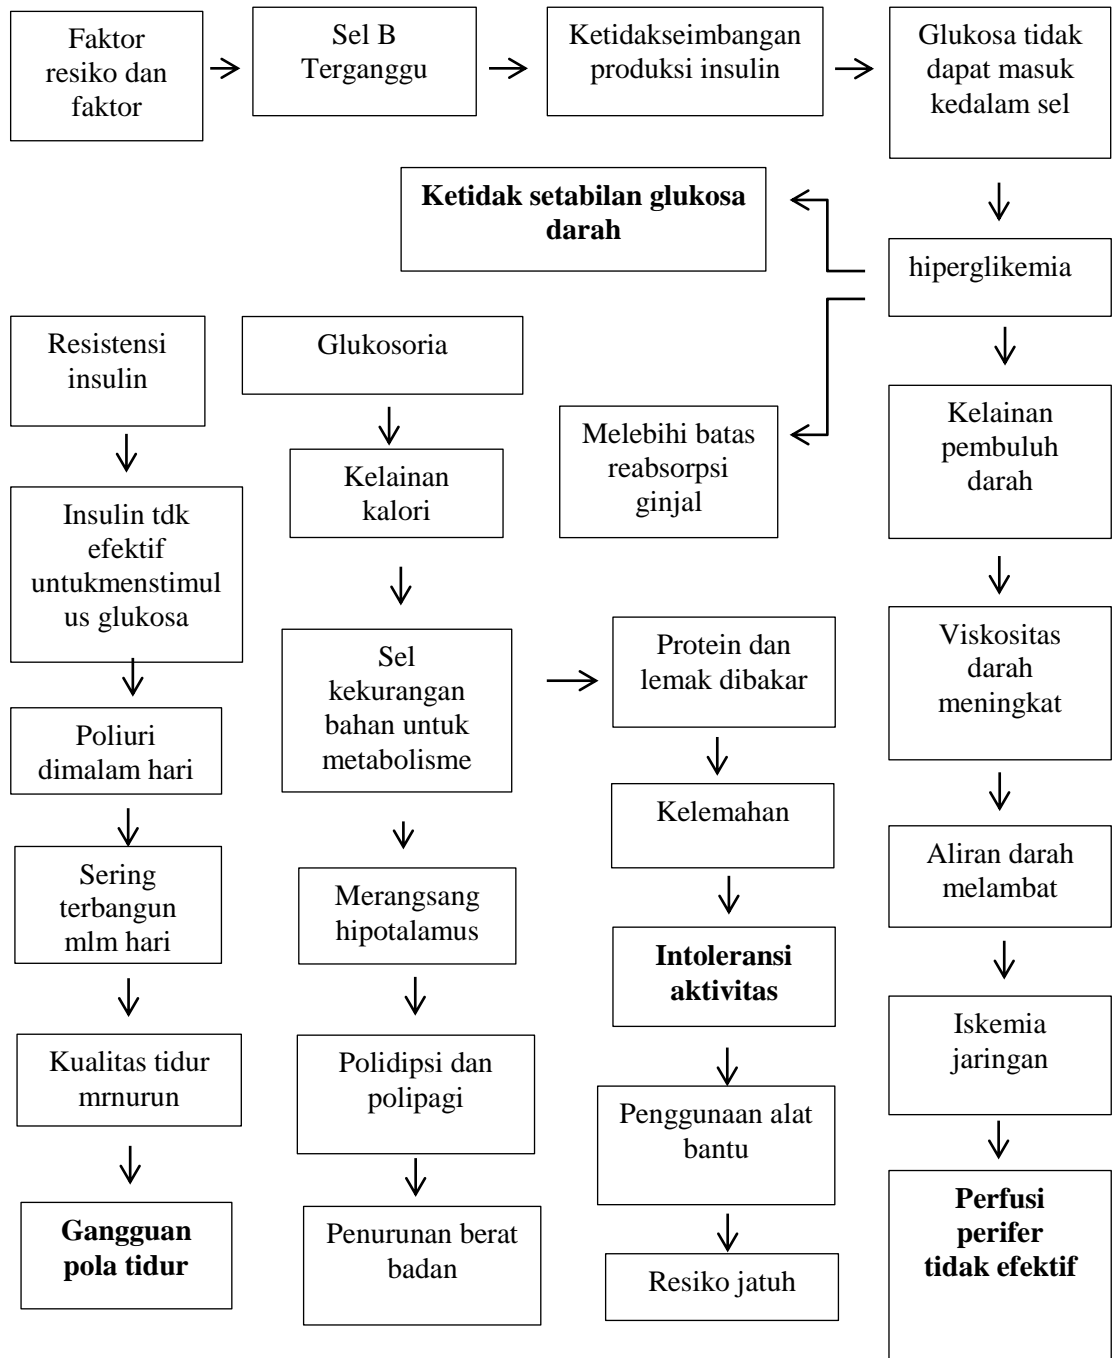 Faktor
resiko dan
faktor
Sel B
Terganggu
Ketidakseimbangan
produksi insulin
Glukosa tidak
dapat masuk
kedalam sel
Ketidak setabilan glukosa
darah
hiperglikemia
Resistensi
insulin
Glukosoria
Melebihi batas
reabsorpsi
ginjal
Kelainan
pembuluh
darah
Kelainan
kalori
Insulin tdk
efektif
untukmenstimul
us glukosa
Sel
kekurangan
bahan untuk
metabolisme
Protein dan
lemak dibakar
Viskositas
darah
meningkat
Poliuri
dimalam hari
Kelemahan
Aliran darah
melambat
Sering
terbangun
mlm hari
Merangsang
hipotalamus
Intoleransi
aktivitas
Iskemia
jaringan
Kualitas tidur
mrnurun
Polidipsi dan
polipagi
Penggunaan alat
bantu
Perfusi
perifer
tidak efektif
Gangguan
pola tidur
Penurunan berat
badan
Resiko jatuh